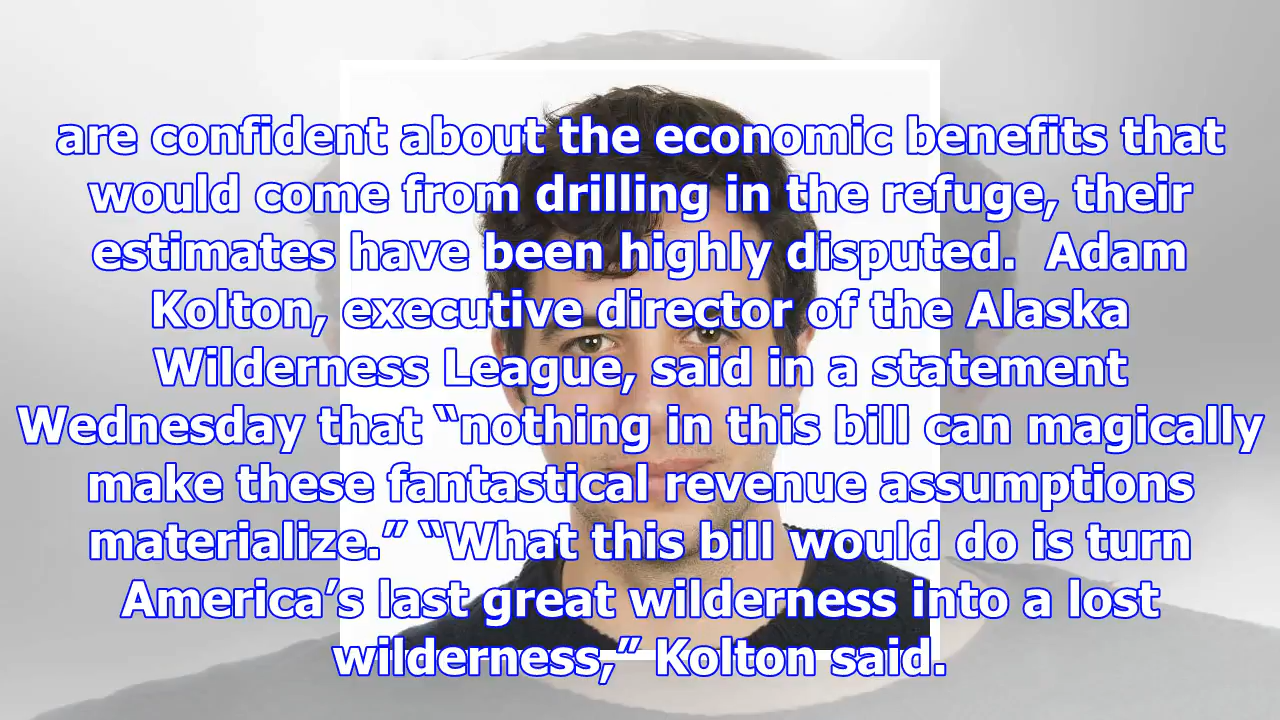 are confident about the economic benefits that
would come from drilling in the refuge, their
estimates have been highly disputed.  Adam
Kolton, executive director of the Alaska
Wilderness League, said in a statement
Wednesday that “nothing in this bill can magically
make these fantastical revenue assumptions
materialize.” “What this bill would do is turn
America’s last great wilderness into a lost
wilderness,” Kolton said.